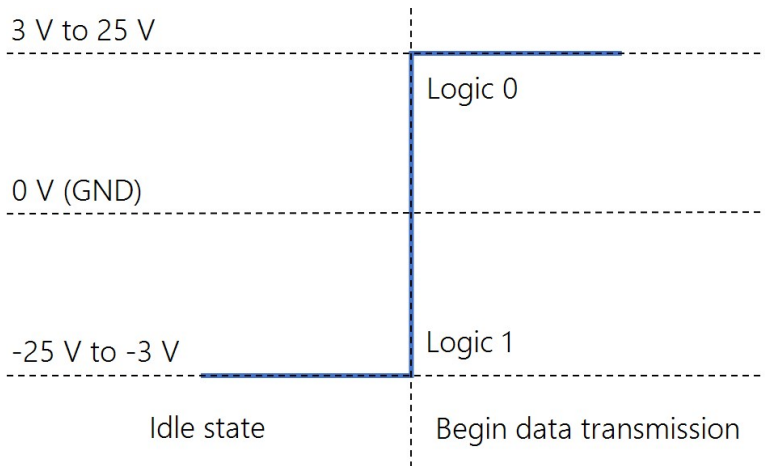 3 V to 25 V
Logic 0
0 V (GND)
Logic 1
-25 V to -3 V
Idle state
Begin data transmission